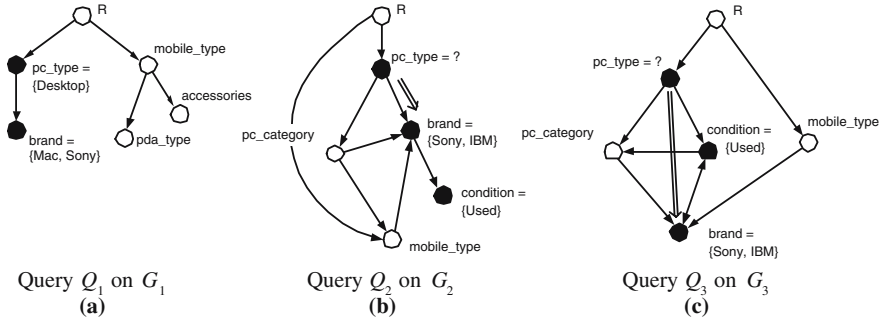 R
mobile_type
pc_type =
{Desktop}
accessories
brand =
{Mac, Sony}
pda_type
Query Q1 on G1
(a)
R
pc_type = ?
pc_category
brand =
{Sony, IBM}
condition =
{Used}
mobile_type
Query Q2 on G2
(b)
R
pc_type = ?
pc_category
condition =
{Used}
mobile_type
brand =
{Sony, IBM}
Query Q3 on G3
(c)